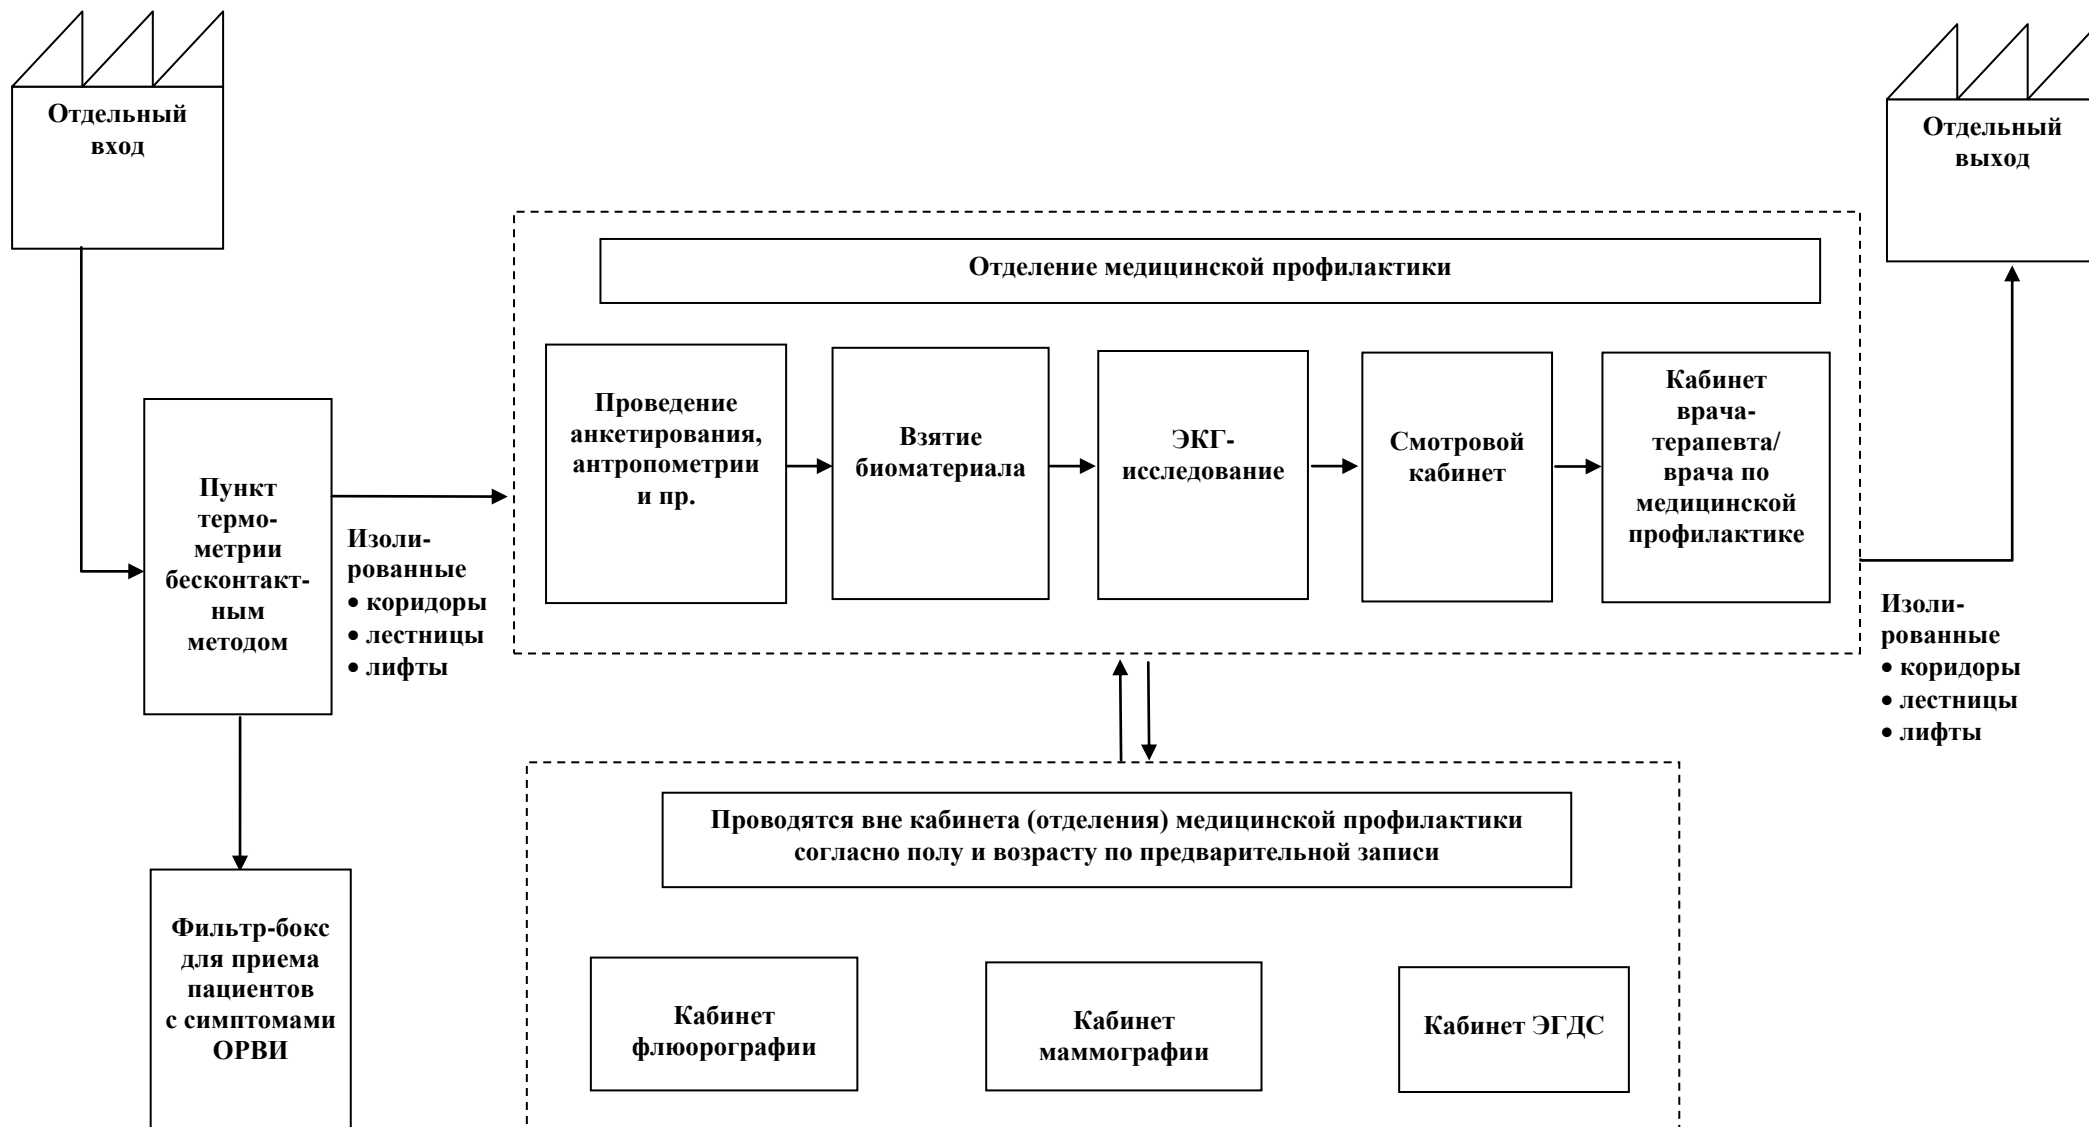 Отдельный
вход
Отдельный
выход
Отделение медицинской профилактики
Проведение
анкетирования,
антропометрии
и пр.
Взятие
биоматериала
ЭКГ-
исследование
Смотровой
кабинет
Кабинет
врача-
терапевта/
врача по
медицинской
профилактике
Пункт
термо-
метрии
бесконтакт-
ным
методом
Изоли-
рованные
• коридоры
• лестницы
• лифты
Изоли-
рованные
• коридоры
• лестницы
• лифты
Проводятся вне кабинета (отделения) медицинской профилактики
согласно полу и возрасту по предварительной записи
Фильтр-бокс
для приема
пациентов
с симптомами
ОРВИ
Кабинет
флюорографии
Кабинет
маммографии
Кабинет ЭГДС